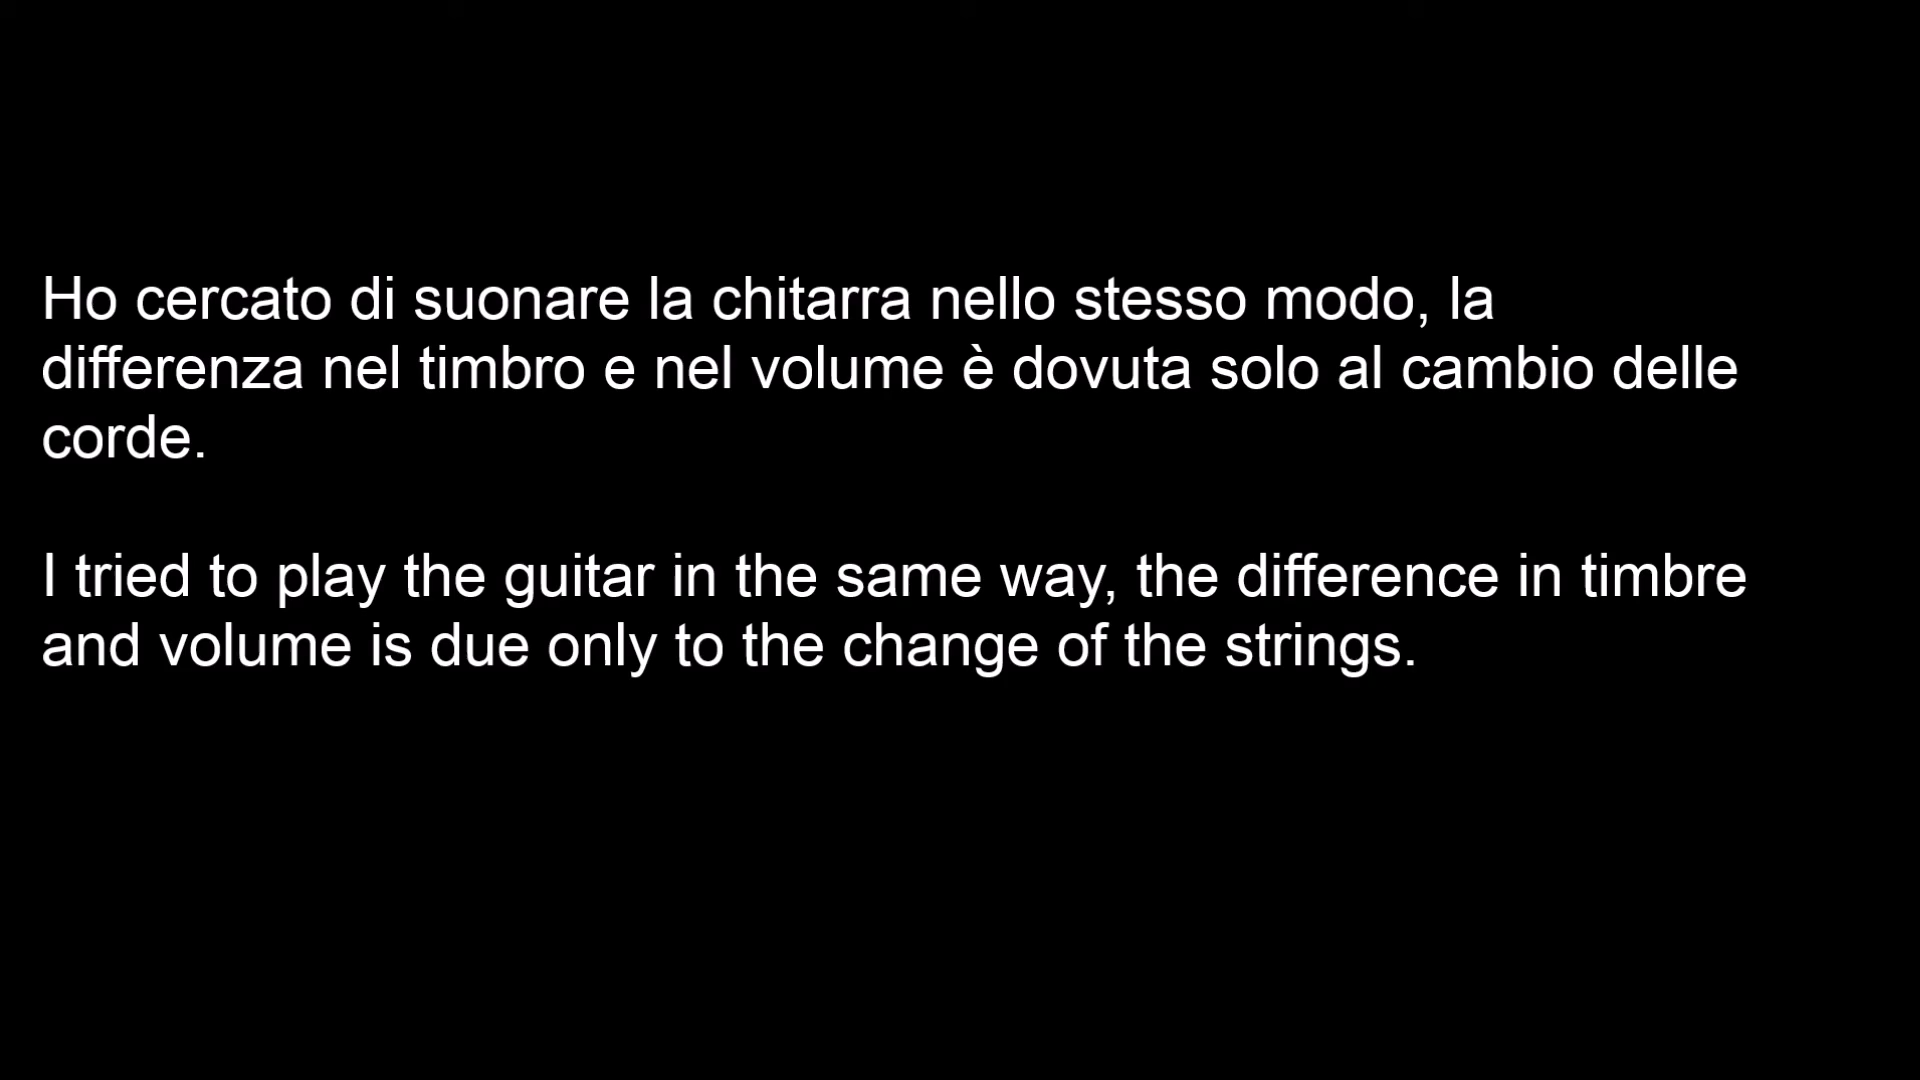 Ho cercato di suonare la chitarra nello stesso modo, la
differenza nel timbro e nel volume è dovuta solo al cambio delle
corde.
I tried to play the guitar in the same way, the difference in timbre
and volume is due only to the change of the strings.